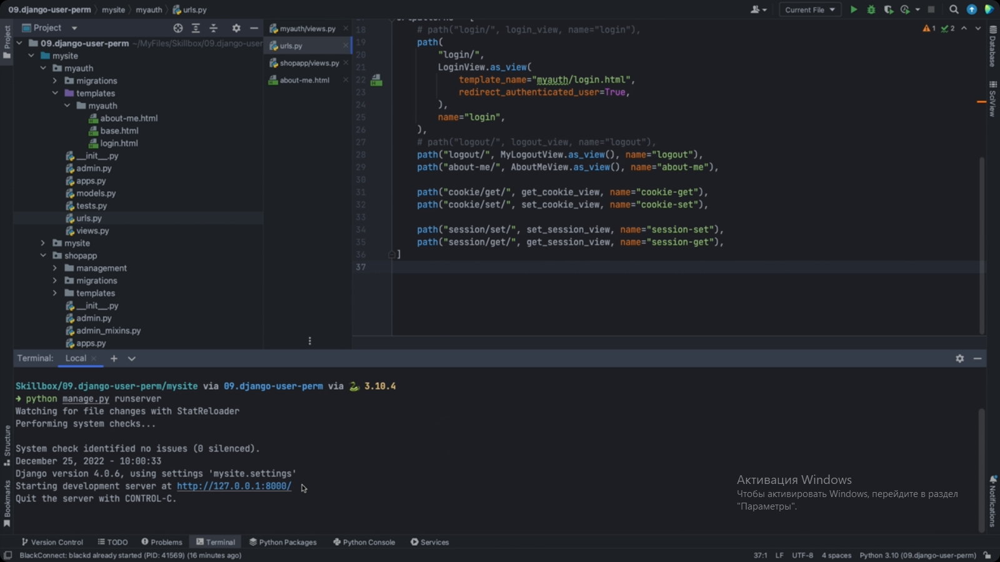 09.django-user-perm mysite myauth urls.py
Current File
Project
Project
09.django-user-perm ~/MyFiles/Skillbox/09.django-user
mysite
myauth
migrations
templates
myauth
about-me.html
base.html
login.html
__init__.py
admin.py
apps.py
models.py
tests.py
urls.py
views.py
mysite
shopapp
management
migrations
templates
__init__.py
admin.py
admin_mixins.py
apps.py
myauth/views.py
urls.py
shopapp/views.py
about-me.html
1 2
18 # path("login/", login_view, name="login"),
19 path(
20 "login/",
21 LoginView.as_view(
22 template_name="myauth/login.html",
23 redirect_authenticated_user=True,
24 ),
25 name="login",
26 ),
27 # path("logout/", logout_view, name="logout"),
28 path("logout/", MyLogoutView.as_view(), name="logout"),
29 path("about-me/", AboutMeView.as_view(), name="about-me"),
30
31 path("cookie/get/", get_cookie_view, name="cookie-get"),
32 path("cookie/set/", set_cookie_view, name="cookie-set"),
33
34 path("session/set/", set_session_view, name="session-set"),
35 path("session/get/", get_session_view, name="session-get"),
36 ]
37
Database
SciView
Notifications
Structure
Bookmarks
Terminal: Local
Skillbox/09.django-user-perm/mysite via 09.django-user-perm via 3.10.4
➜ python manage.py runserver
Watching for file changes with StatReloader
Performing system checks...
System check identified no issues (0 silenced).
December 25, 2022 - 10:00:33
Django version 4.0.6, using settings 'mysite.settings'
Starting development server at http://127.0.0.1:8000/
Quit the server with CONTROL-C.
Активация Windows
Чтобы активировать Windows, перейдите в раздел
"Параметры".
Version Control TODO Problems Terminal Python Packages Python Console Services
BlackConnect: blackd already started (PID: 41569) (16 minutes ago)
37:1 LF UTF-8 4 spaces Python 3.10 (09.django-user-perm)